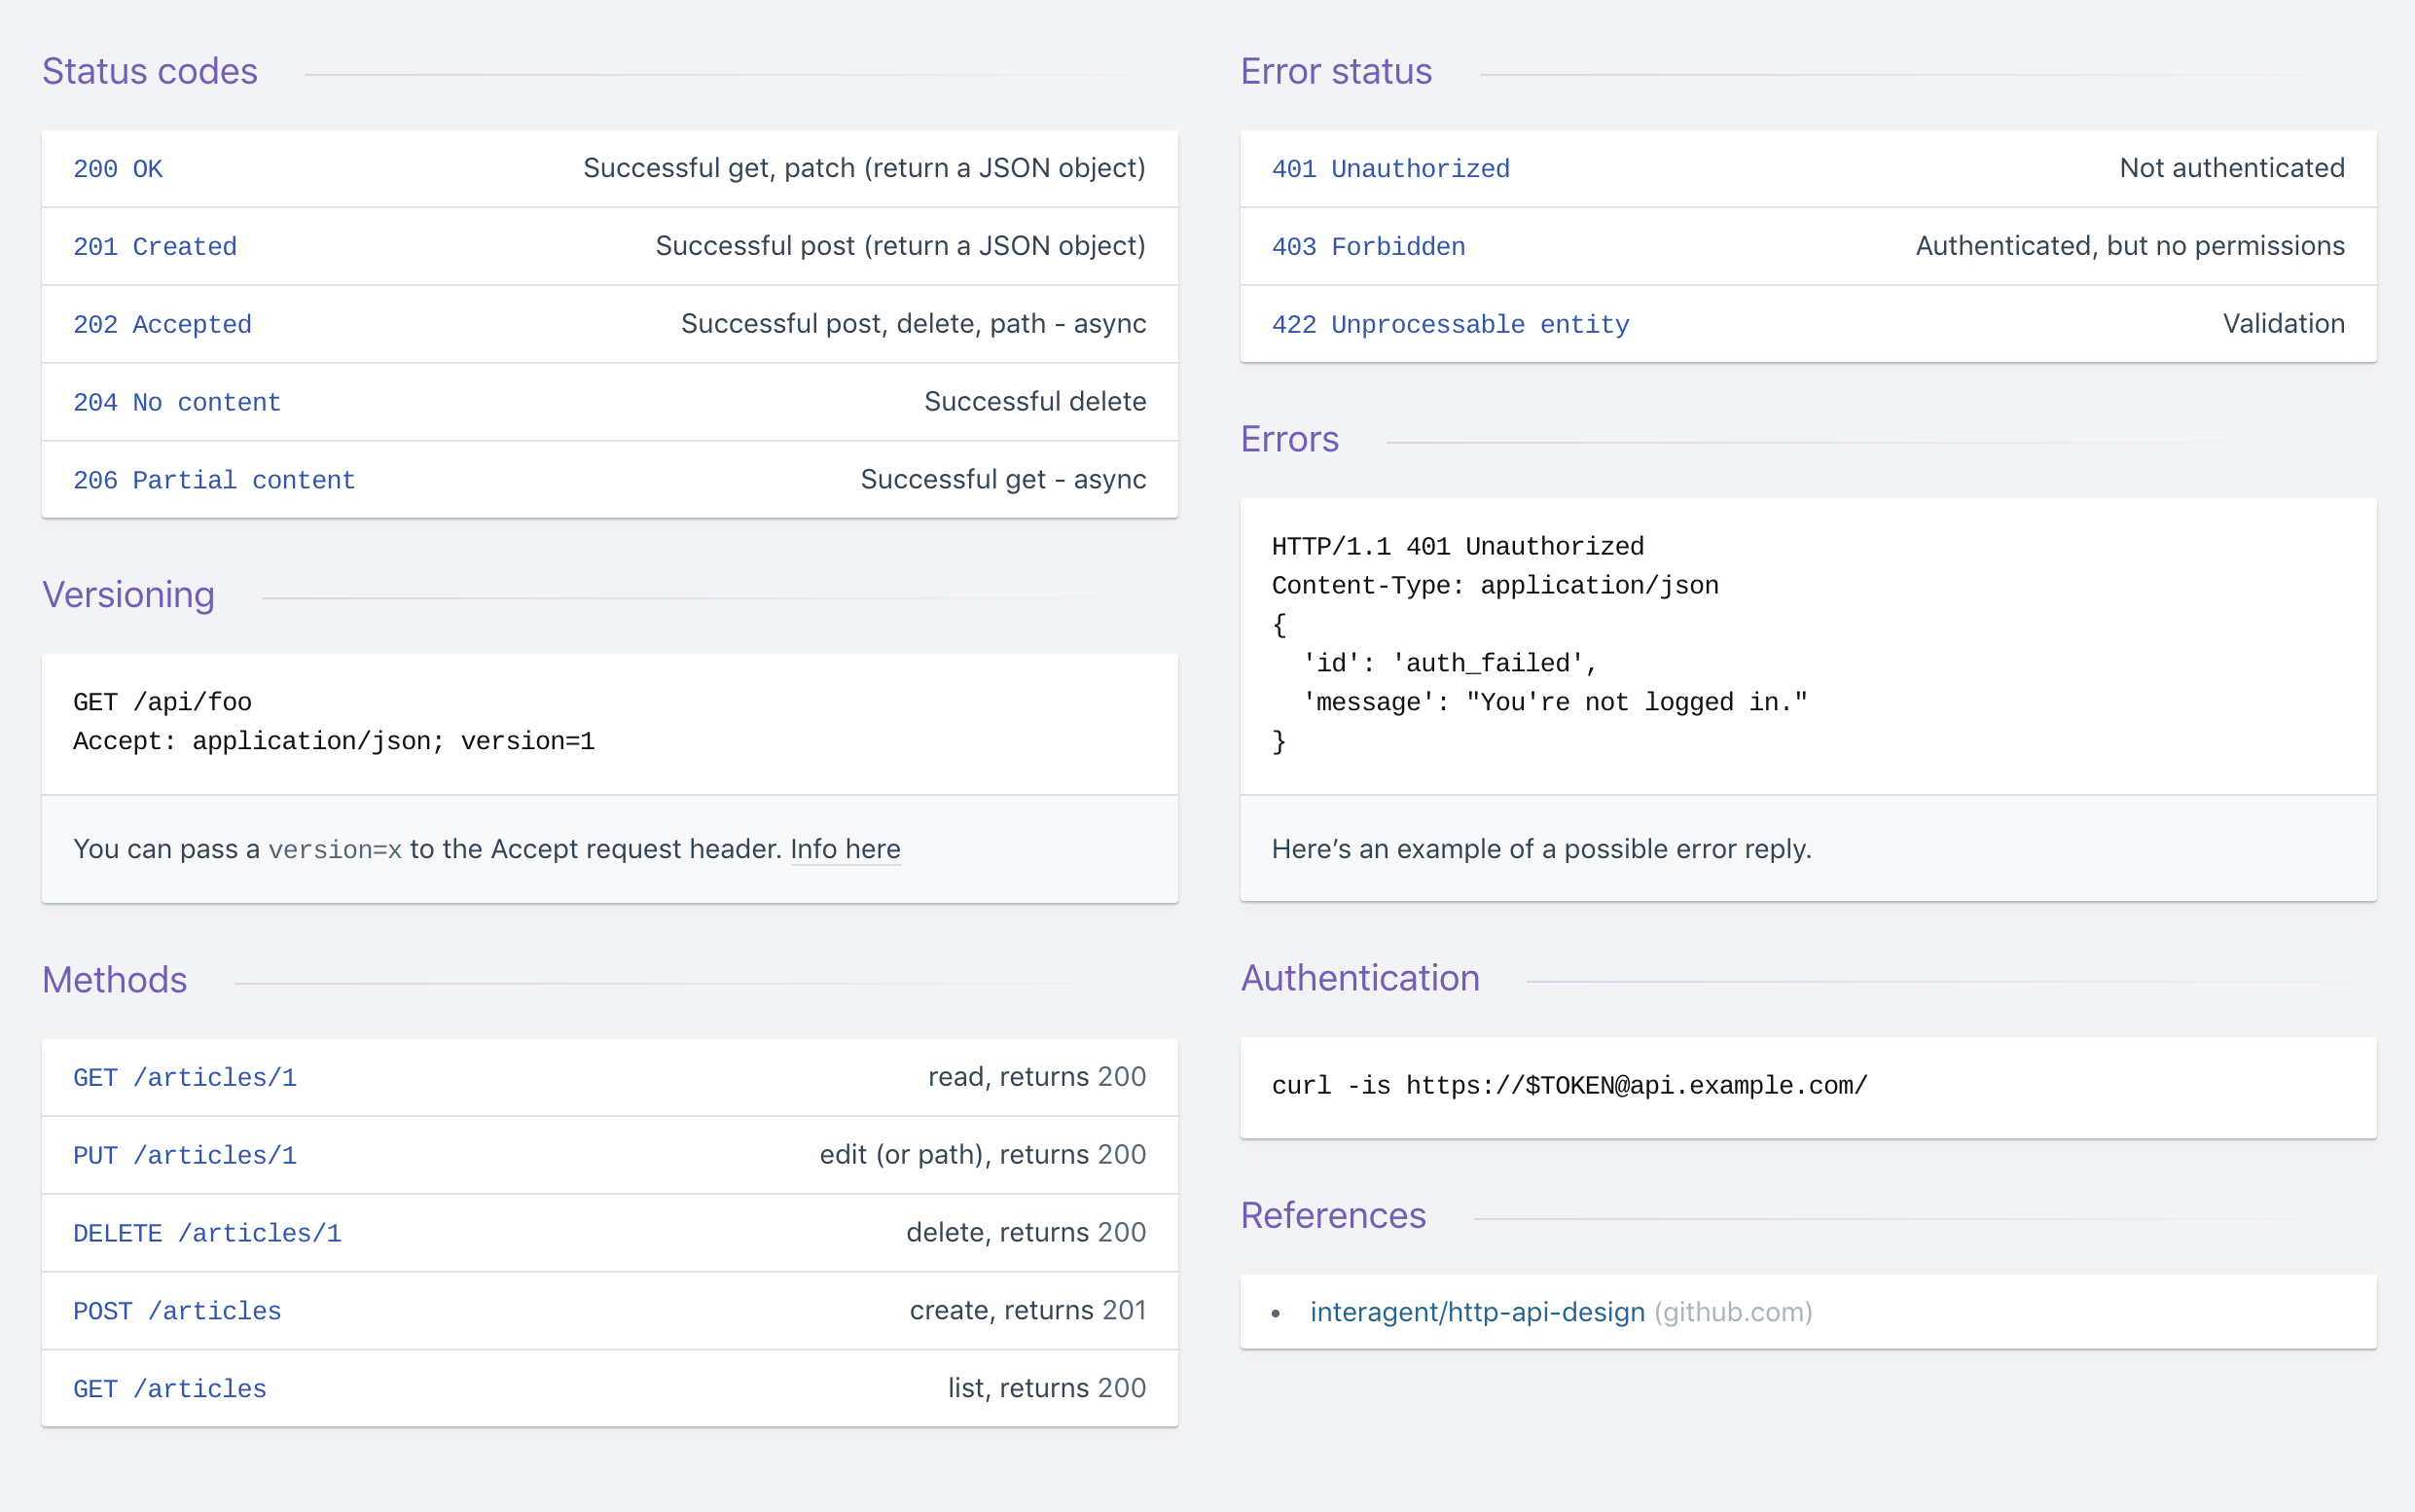 Status codes
200 OK Successful get, patch (return a JSON object)
201 Created Successful post (return a JSON object)
202 Accepted Successful post, delete, path - async
204 No content Successful delete
206 Partial content Successful get - async
Versioning
GET /api/foo
Accept: application/json; version=1
You can pass a version=x to the Accept request header. Info here
Methods
GET /articles/1 read, returns 200
PUT /articles/1 edit (or path), returns 200
DELETE /articles/1 delete, returns 200
POST /articles create, returns 201
GET /articles list, returns 200
Error status
401 Unauthorized Not authenticated
403 Forbidden Authenticated, but no permissions
422 Unprocessable entity Validation
Errors
HTTP/1.1 401 Unauthorized
Content-Type: application/json
{
  'id': 'auth_failed',
  'message': "You're not logged in."
}
Here’s an example of a possible error reply.
Authentication
curl -is https://$TOKEN@api.example.com/
References
• interagent/http-api-design (github.com)